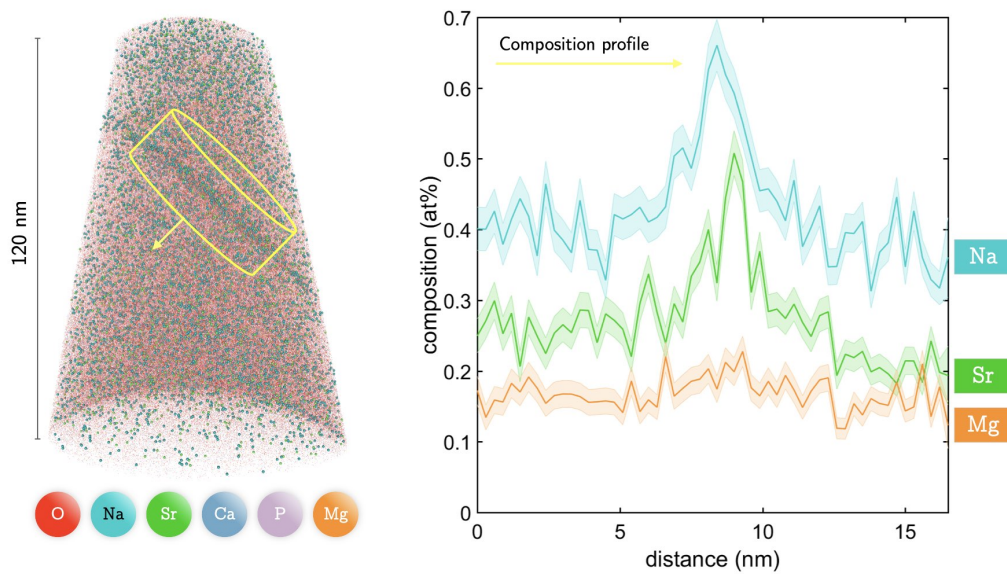 120 nm
O Na Sr Ca P Mg
Composition profile
composition (at%)
0.7
0.6
0.5
0.4
0.3
0.2
0.1
0
0 5 10 15
distance (nm)
Na
Sr
Mg